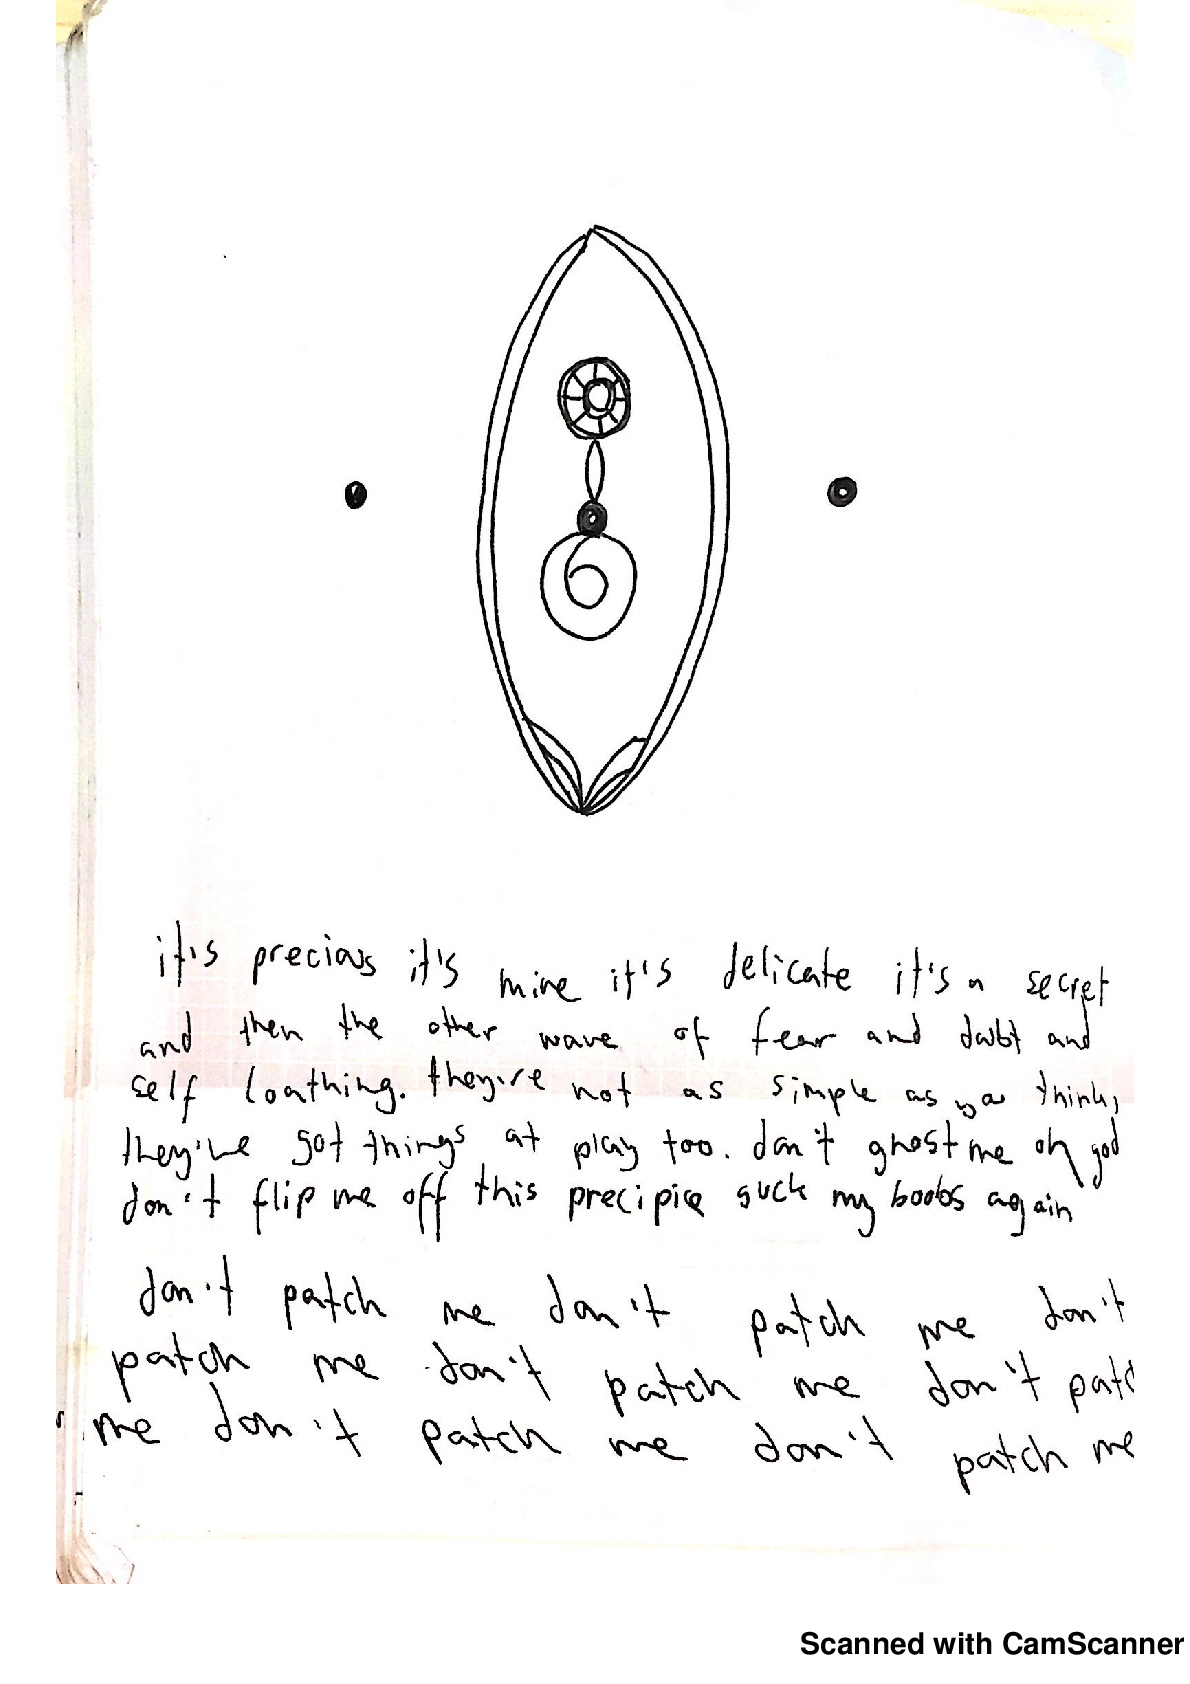 it's precious it's mine it's delicate it's a secret
and then the other wave of fear and doubt and
self loathing. they're not as simple as you think,
they've got things at play too. don't ghost me oh god
don't flip me off this precipice suck my boobs again
don't patch me don't patch me don't
patch me don't patch me don't patc
me don't patch me don't patch me
Scanned with CamScanner